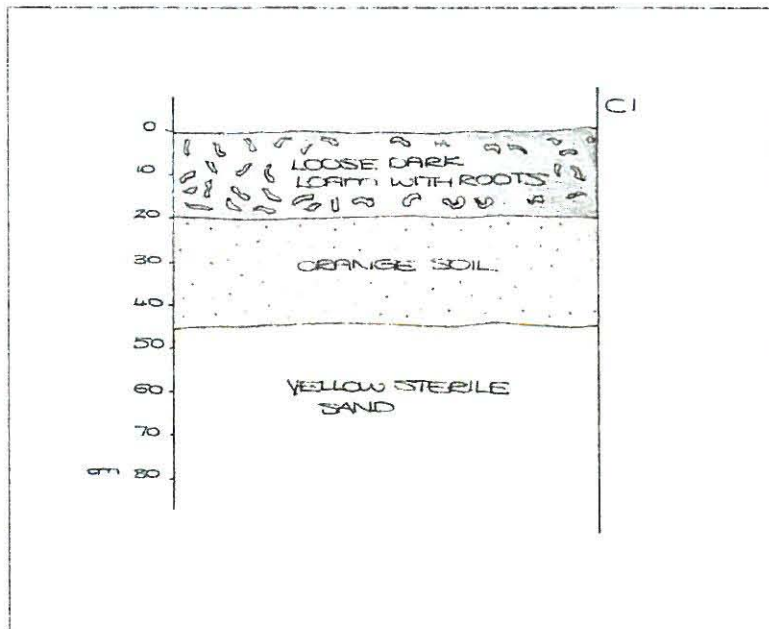 C1
0
10
LOOSE DARK
LOAM WITH ROOTS
20
30
ORANGE SOIL
40
50
60
YELLOW STERILE
SAND
70
cm 80